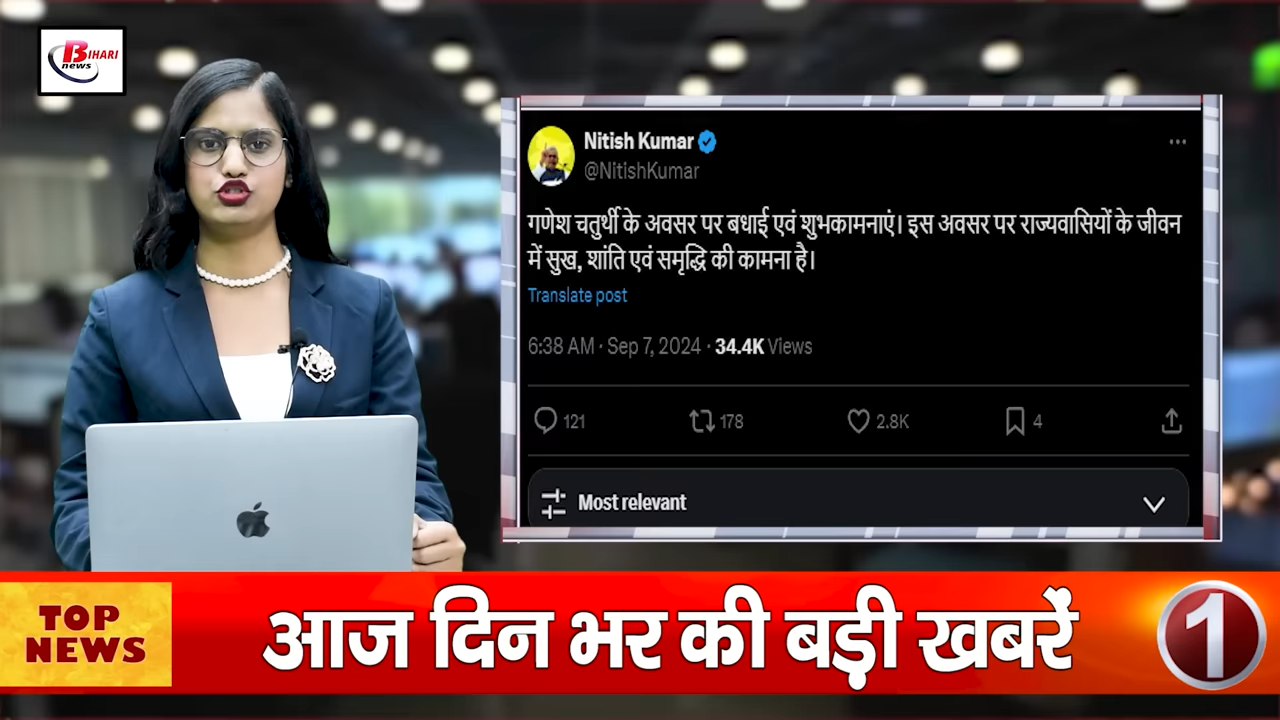 BIHARI
news
Nitish Kumar
@NitishKumar
गणेश चतुर्थी के अवसर पर बधाई एवं शुभकामनाएं। इस अवसर पर राज्यवासियों के जीवन
में सुख, शांति एवं समृद्धि की कामना है।
Translate post
6:38 AM · Sep 7, 2024 · 34.4K Views
121 178 2.8K 4
Most relevant
TOP
NEWS
आज दिन भर की बड़ी खबरें
1